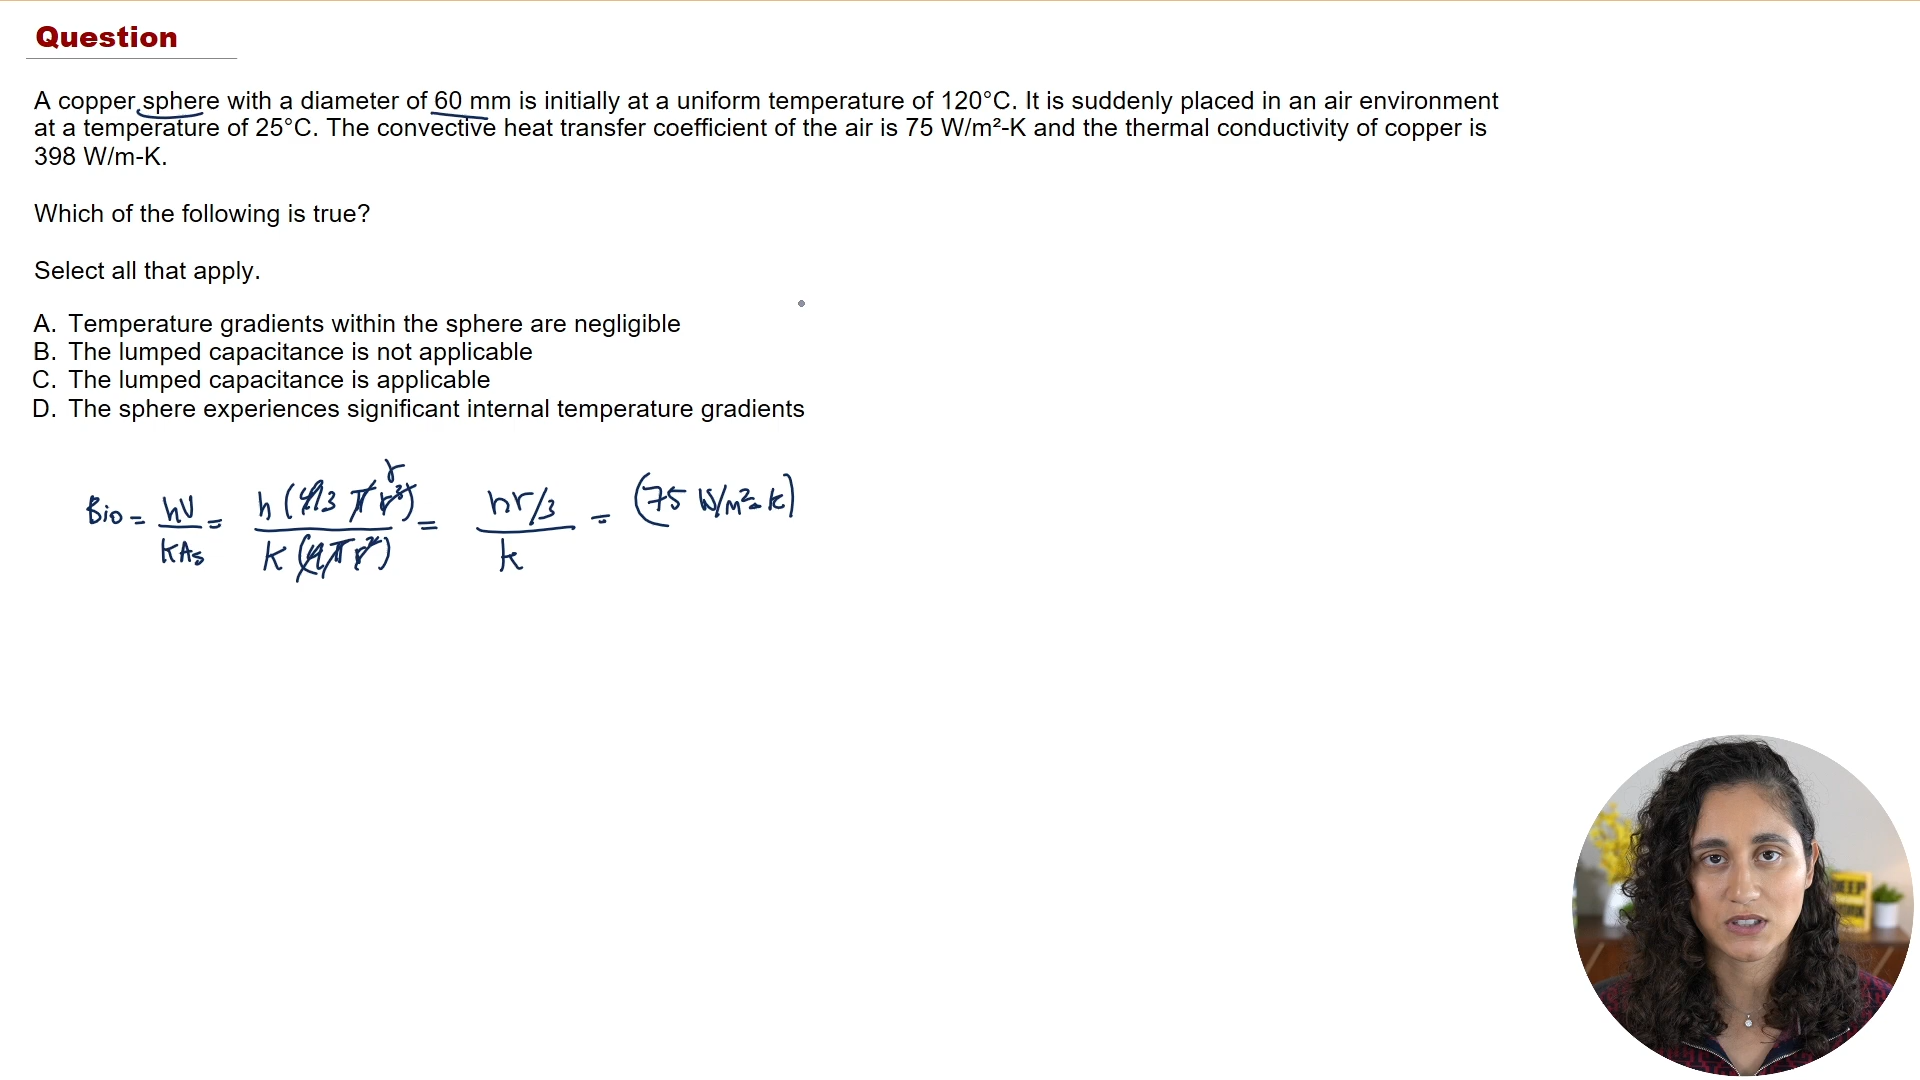 Question
A copper sphere with a diameter of 60 mm is initially at a uniform temperature of 120°C. It is suddenly placed in an air environment
at a temperature of 25°C. The convective heat transfer coefficient of the air is 75 W/m²-K and the thermal conductivity of copper is
398 W/m-K.
Which of the following is true?
Select all that apply.
A. Temperature gradients within the sphere are negligible
B. The lumped capacitance is not applicable
C. The lumped capacitance is applicable
D. The sphere experiences significant internal temperature gradients
Bio = hV/kAs = h(4/3 πr³)/k(4πr²) = hr/3/k = (75 W/m²-k)
r
DEEP